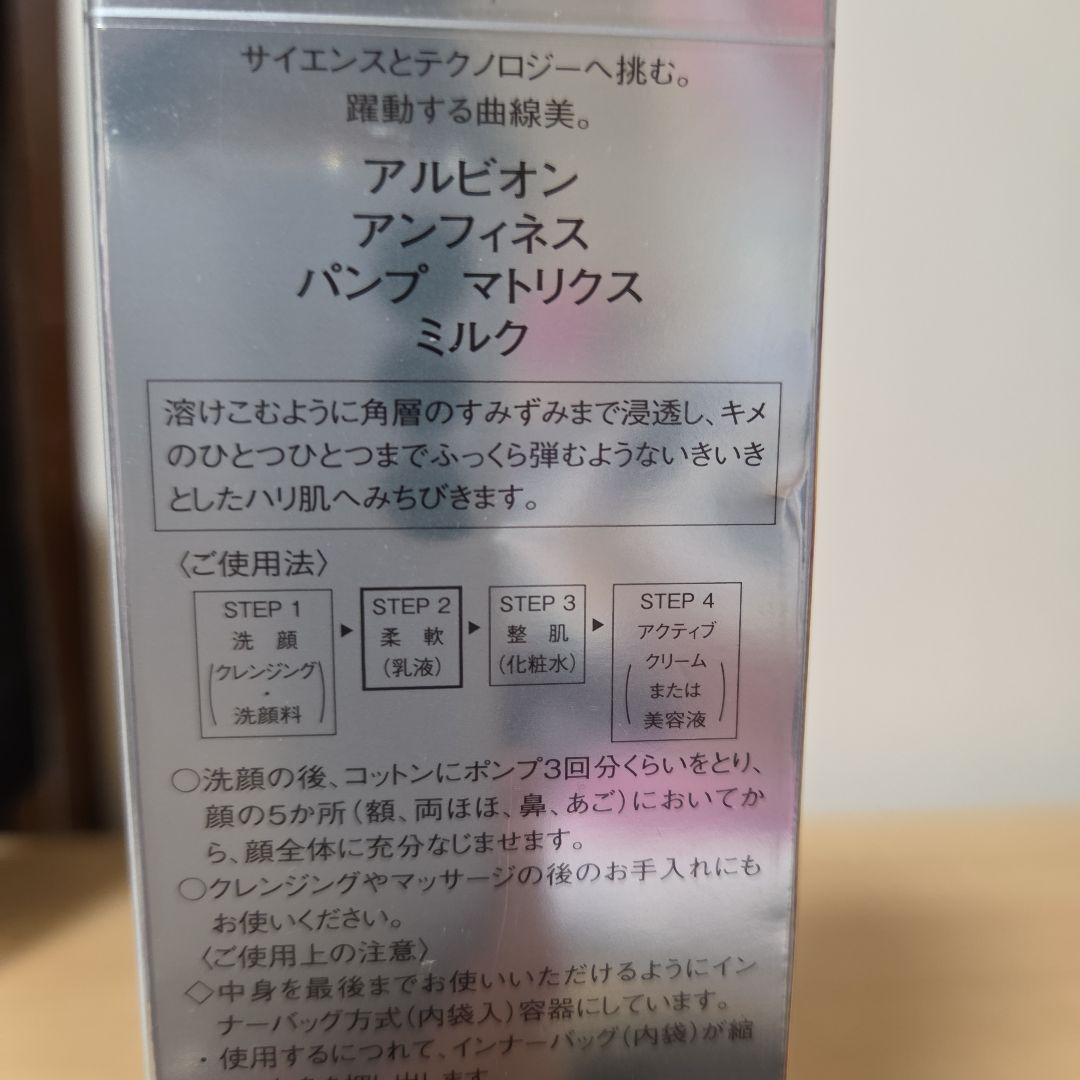 サイエンスとテクノロジーへ挑む。
躍動する曲線美。
アルビオン
アンフィネス
パンプ マトリクス
ミルク
溶けこむように角層のすみずみまで浸透し、キメ
のひとつひとつまでふっくら弾むようないきいき
としたハリ肌へみちびきます。
〈ご使用法〉
STEP 1
洗 顔
(クレンジング
・
洗顔料)
▶
STEP 2
柔 軟
(乳液)
▶
STEP 3
整 肌
(化粧水)
▶
STEP 4
アクティブ
(クリーム
または
美容液)
○洗顔の後、コットンにポンプ3回分くらいをとり、
顔の5か所(額、両ほほ、鼻、あご)においてか
ら、顔全体に充分なじませます。
○クレンジングやマッサージの後のお手入れにも
お使いください。
〈ご使用上の注意〉
◇中身を最後までお使いいただけるようにイン
ナーバッグ方式(内袋入)容器にしています。
・使用するにつれて、インナーバッグ(内袋)が縮